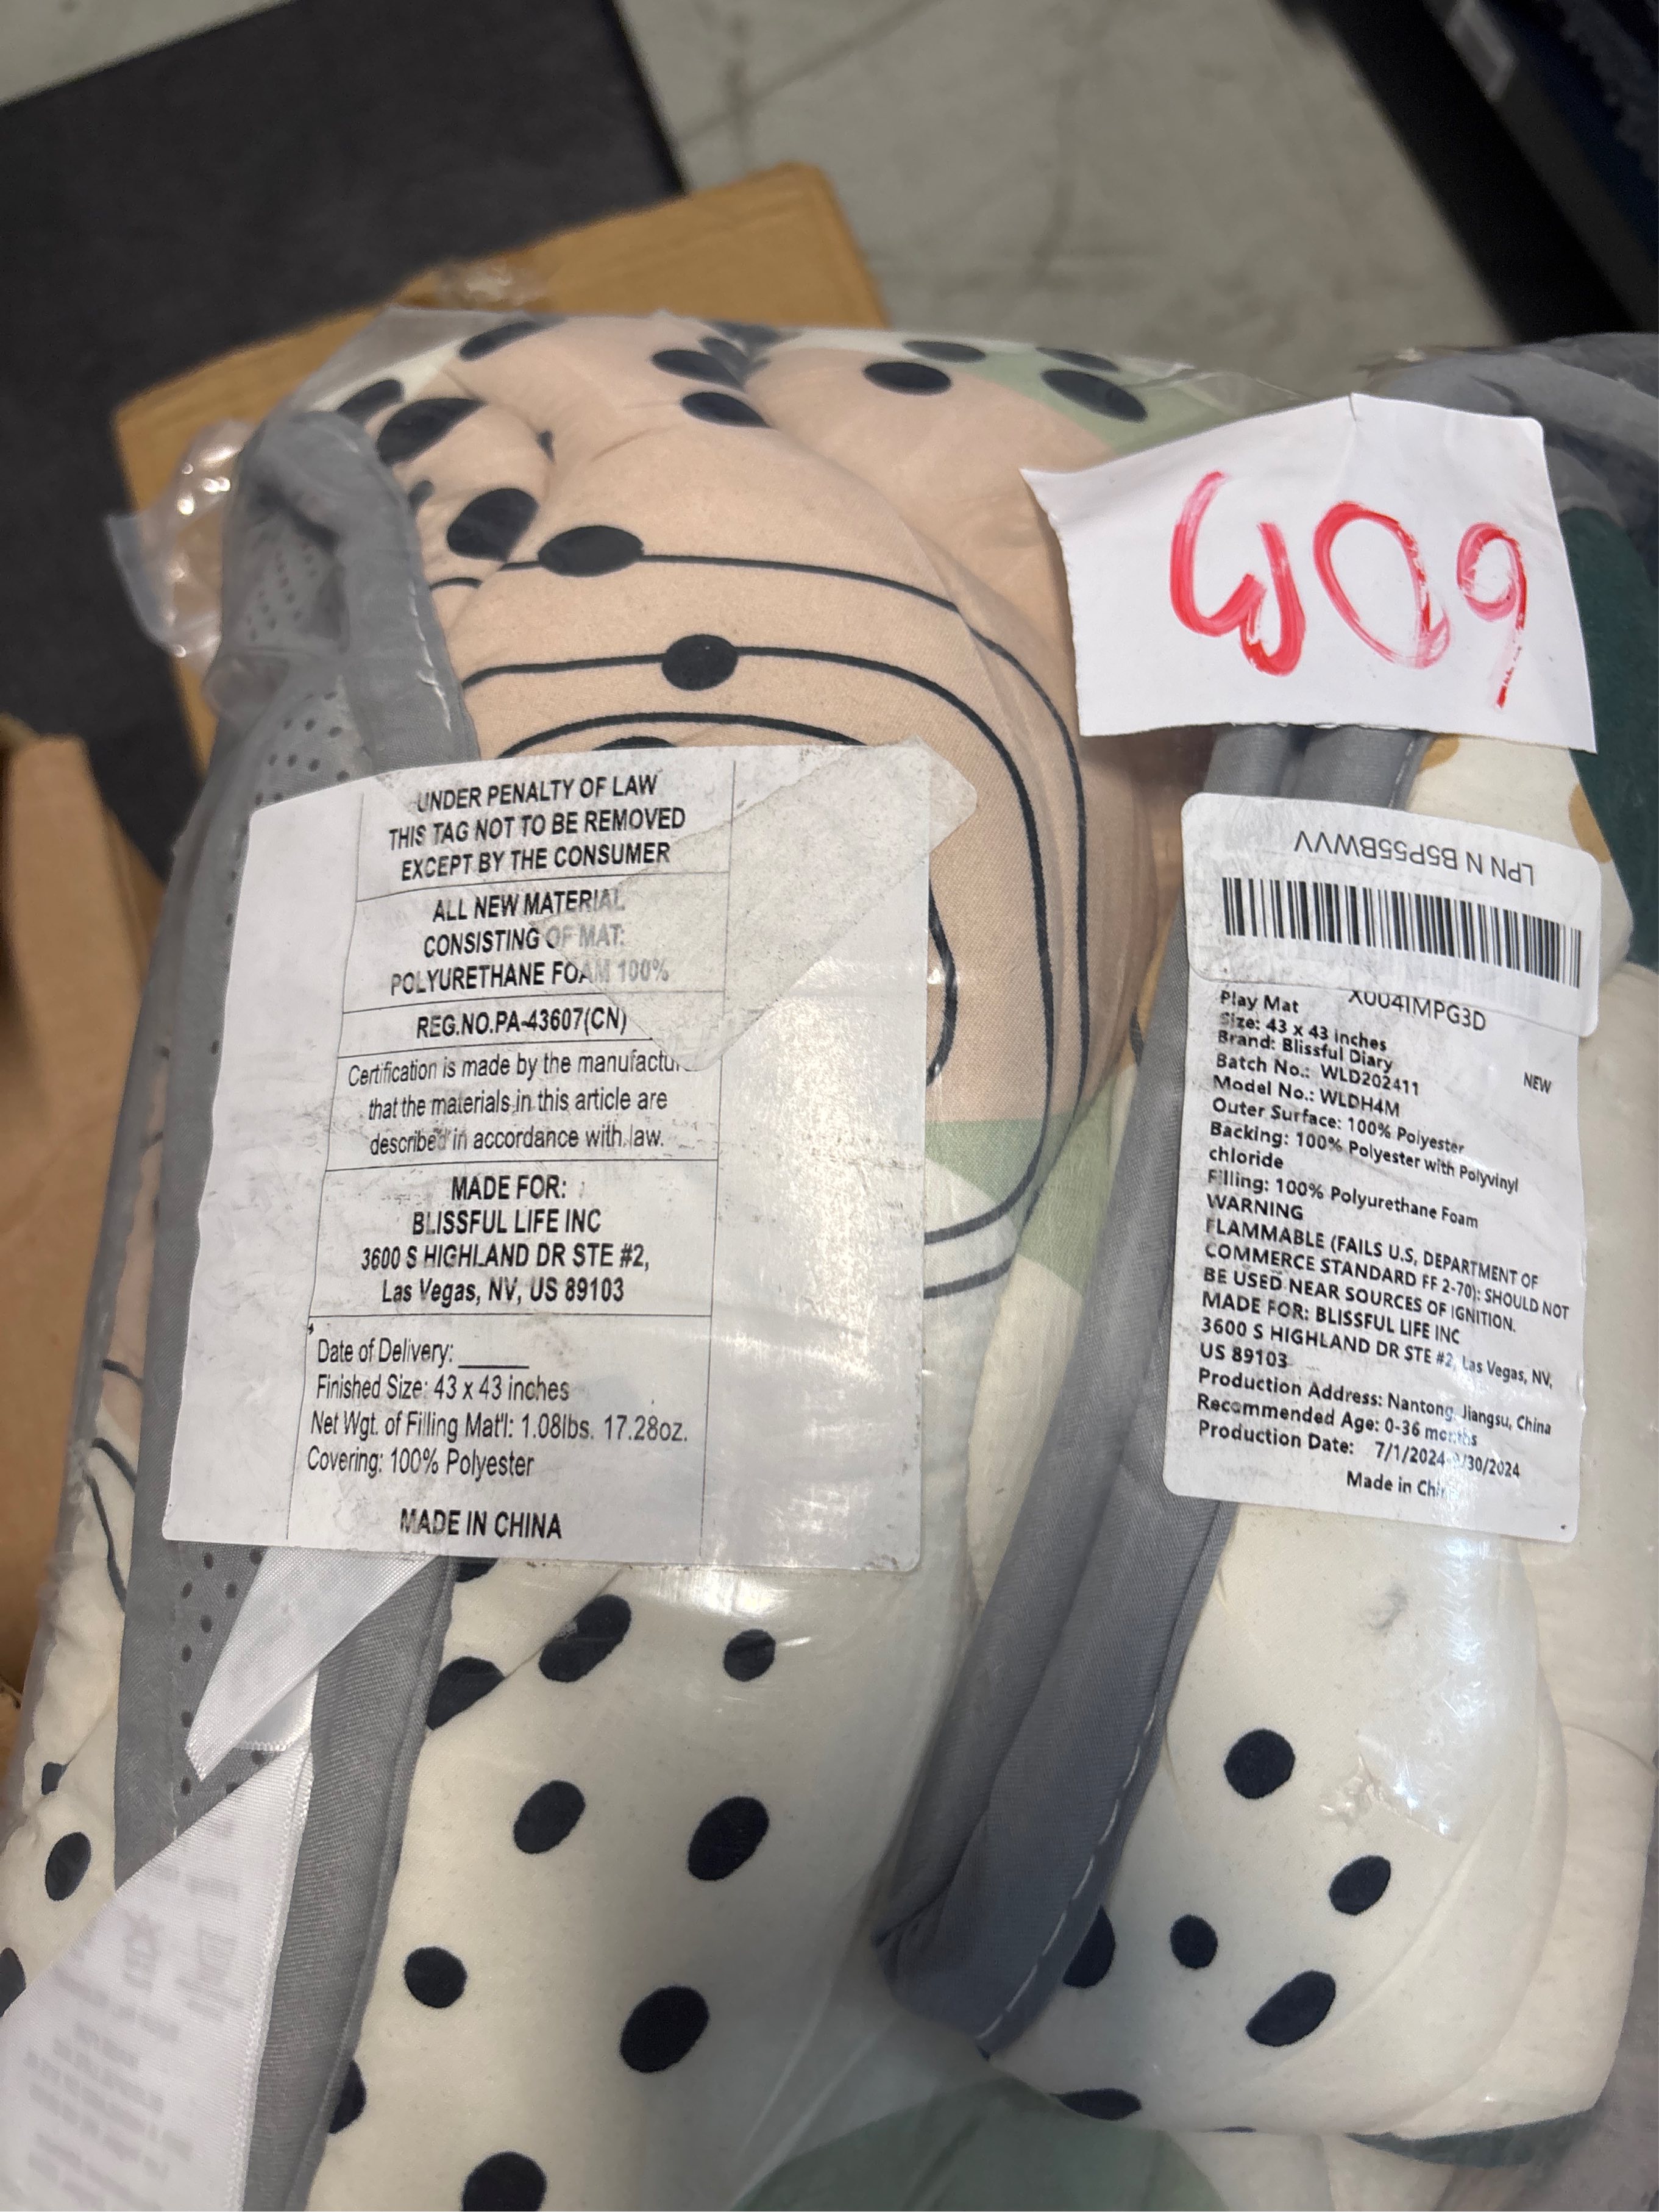 W09
UNDER PENALTY OF LAW
THIS TAG NOT TO BE REMOVED
EXCEPT BY THE CONSUMER
ALL NEW MATERIAL
CONSISTING OF MAT:
POLYURETHANE FOAM 100%
REG.NO.PA-43607(CN)
Certification is made by the
that the materials in this article are
described in accordance with law.
MADE FOR:
BLISSFUL LIFE INC
3600 S HIGHLAND DR STE #2,
Las Vegas, NV, US 89103
Date of Delivery: ______
Finished Size: 43 x 43 inches
Net Wgt. of Filling Mat'l: 1.08lbs. 17.28oz.
Covering: 100% Polyester
MADE IN CHINA
LPN N B5P55BWVV
X004IMPG3D
Play Mat
Size: 43 x 43 inches
Brand: Blissful Diary
NEW
Batch No.: WLD202411
Model No.: WLDH4M
Outer Surface: 100% Polyester
Backing: 100% Polyester with Polyvinyl
chloride
Filling: 100% Polyurethane Foam
WARNING
FLAMMABLE (FAILS U.S, DEPARTMENT OF
COMMERCE STANDARD FF 2-70): SHOULD NOT
BE USED NEAR SOURCES OF IGNITION.
MADE FOR: BLISSFUL LIFE INC
3600 S HIGHLAND DR STE #2, Las Vegas, NV,
US 89103
Production Address: Nantong, Jiangsu, China
Recommended Age: 0-36 months
Production Date: 7/1/2024-9/30/2024
Made in China